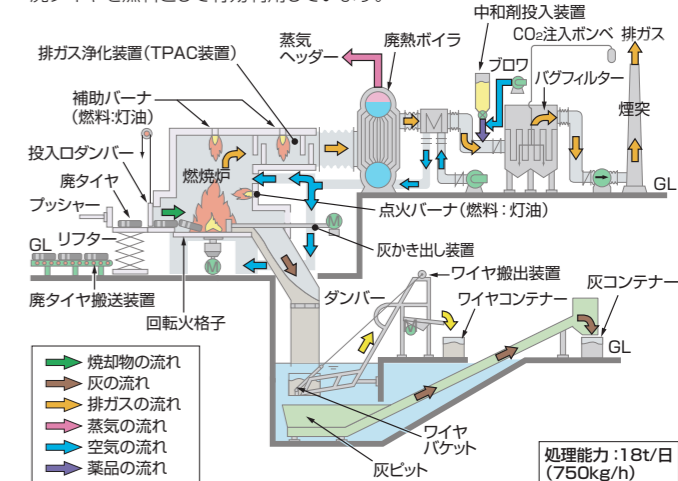 中和剤投入装置
CO2注入ボンベ 排ガス
蒸気
ヘッダー
廃熱ボイラ
排ガス浄化装置(TPAC装置)
ブロワ
バグフィルター
補助バーナ
(燃料:灯油)
煙突
投入口ダンパー
廃タイヤ
プッシャー
燃焼炉
M
GL
点火バーナ(燃料:灯油)
GL リフター
M
灰かき出し装置
M
廃タイヤ搬送装置
回転火格子
ダンパー
ワイヤ搬出装置
ワイヤコンテナー
灰コンテナー
M
GL
焼却物の流れ
灰の流れ
排ガスの流れ
蒸気の流れ
空気の流れ
薬品の流れ
ワイヤ
バケット
灰ピット
処理能力:18t/日
(750kg/h)